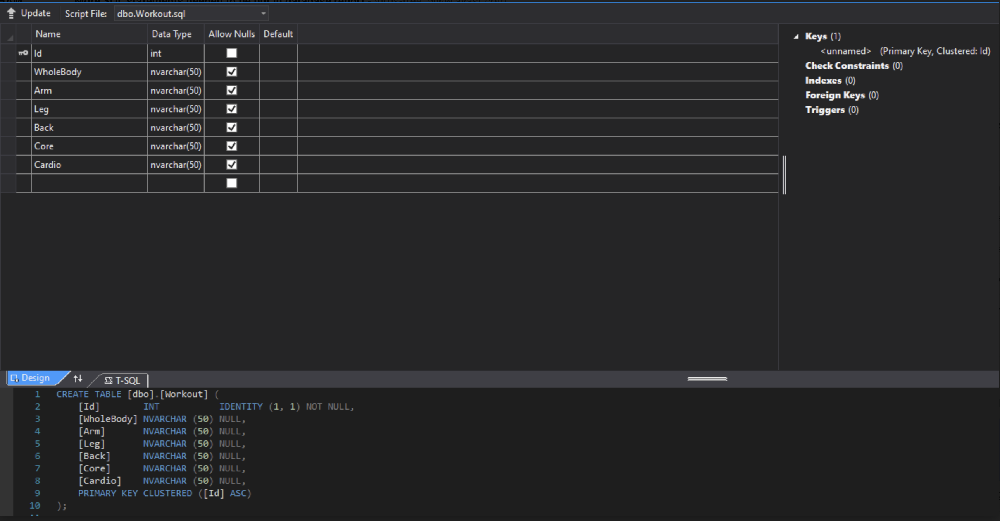 Update Script File: dbo.Workout.sql
Name Data Type Allow Nulls Default
Id int
WholeBody nvarchar(50)
Arm nvarchar(50)
Leg nvarchar(50)
Back nvarchar(50)
Core nvarchar(50)
Cardio nvarchar(50)
Keys (1)
<unnamed> (Primary Key, Clustered: Id)
Check Constraints (0)
Indexes (0)
Foreign Keys (0)
Triggers (0)
Design T-SQL
1 CREATE TABLE [dbo].[Workout] (
2 [Id] INT IDENTITY (1, 1) NOT NULL,
3 [WholeBody] NVARCHAR (50) NULL,
4 [Arm] NVARCHAR (50) NULL,
5 [Leg] NVARCHAR (50) NULL,
6 [Back] NVARCHAR (50) NULL,
7 [Core] NVARCHAR (50) NULL,
8 [Cardio] NVARCHAR (50) NULL,
9 PRIMARY KEY CLUSTERED ([Id] ASC)
10 );